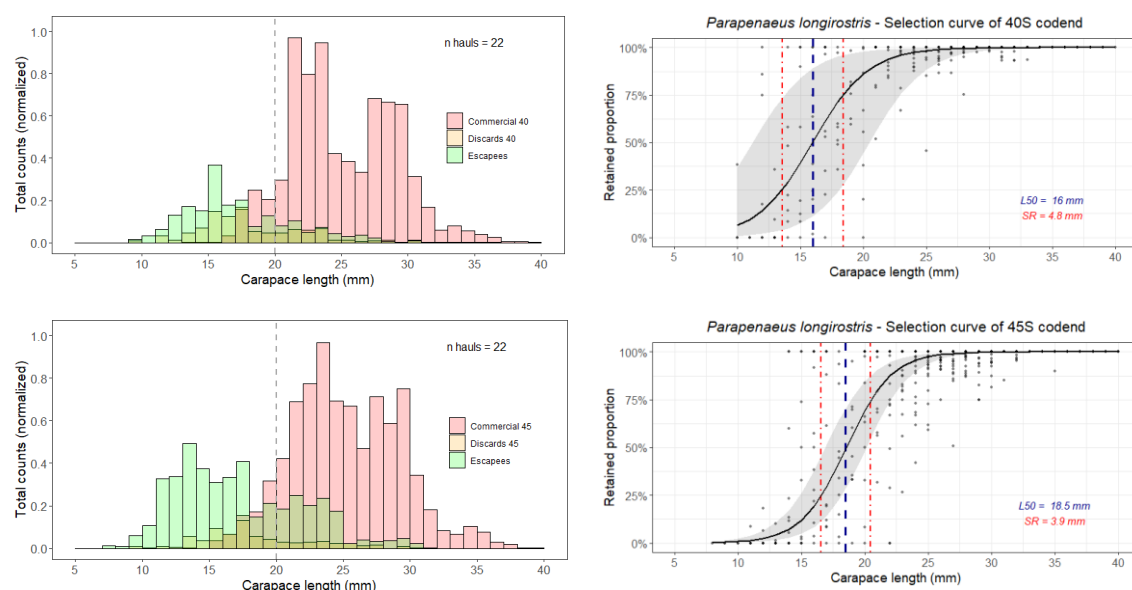 n hauls = 22
Commercial 40
Discards 40
Escapees
Total counts (normalized)
1.0
0.8
0.6
0.4
0.2
0.0
5 10 15 20 25 30 35 40
Carapace length (mm)
Parapenaeus longirostris - Selection curve of 40S codend
Retained proportion
100%
75%
50%
25%
0%
L50 = 16 mm
SR = 4.8 mm
5 10 15 20 25 30 35 40
Carapace length (mm)
n hauls = 22
Commercial 45
Discards 45
Escapees
Total counts (normalized)
1.0
0.8
0.6
0.4
0.2
0.0
5 10 15 20 25 30 35 40
Carapace length (mm)
Parapenaeus longirostris - Selection curve of 45S codend
Retained proportion
100%
75%
50%
25%
0%
L50 = 18.5 mm
SR = 3.9 mm
5 10 15 20 25 30 35 40
Carapace length (mm)